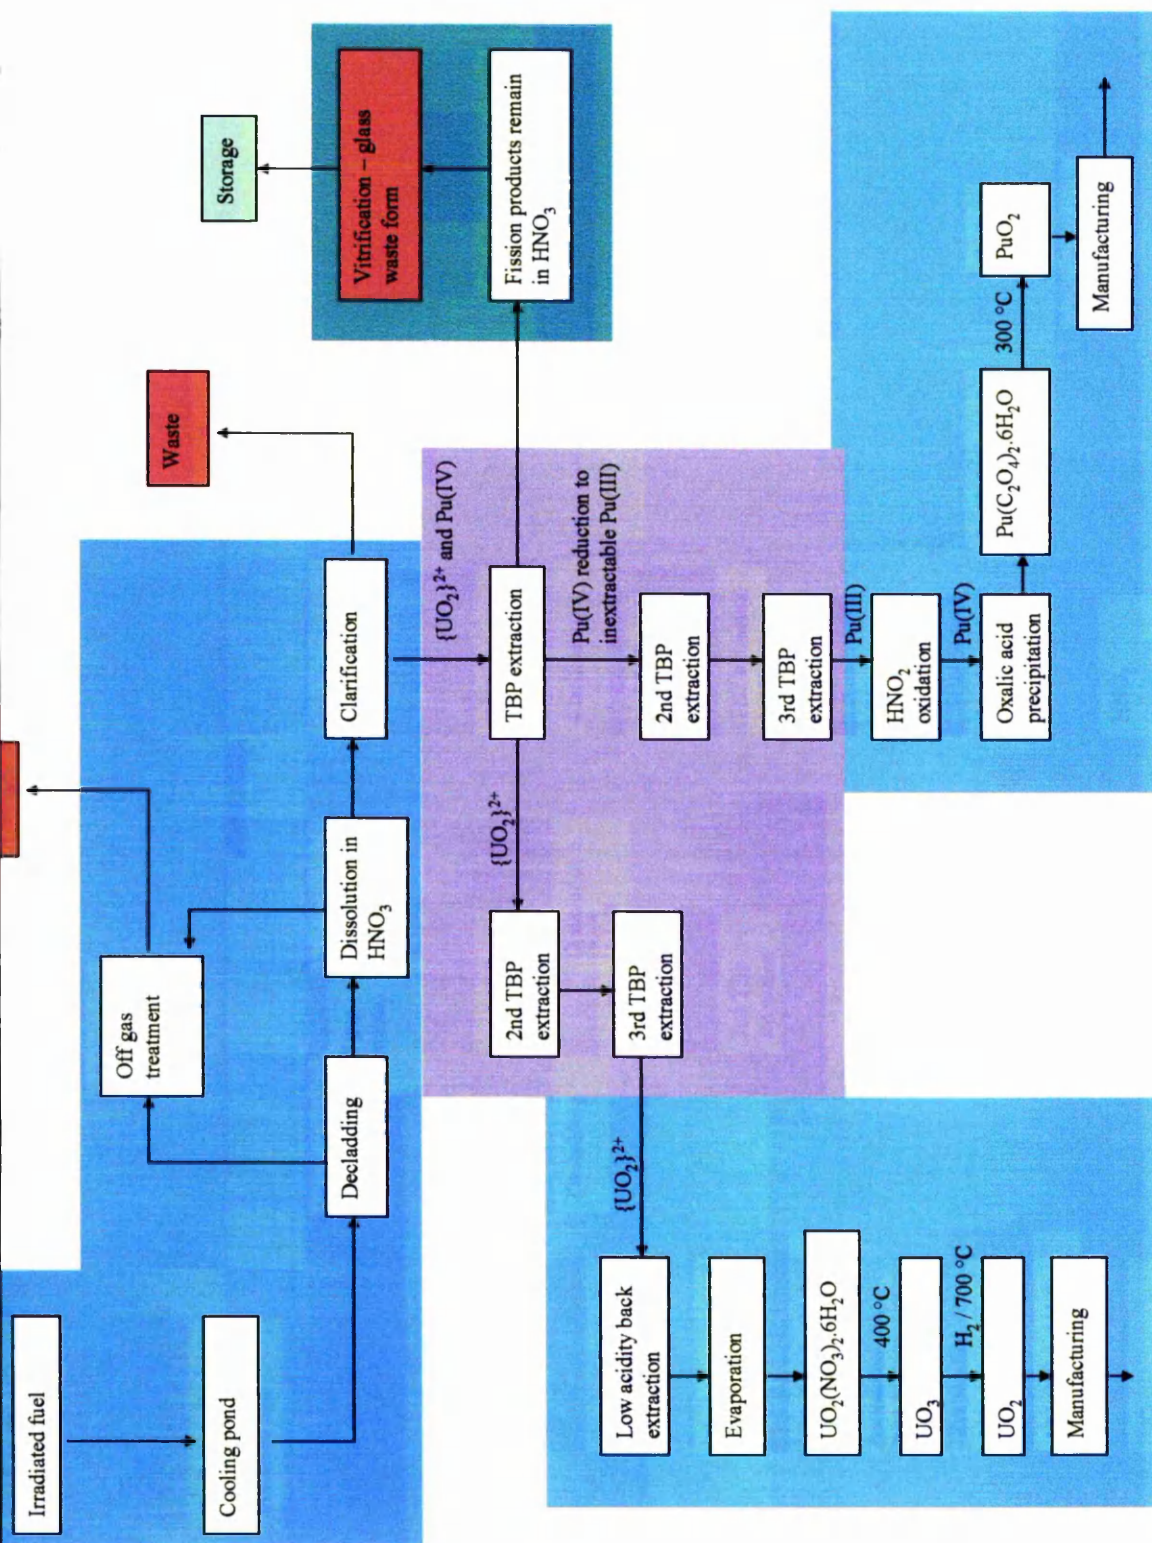 Irradiated fuel
Cooling pond
Decladding
Off gas
treatment
Dissolution in
HNO₃
Clarification
Waste
Storage
Vitrification – glass
waste form
Fission products remain
in HNO₃
{UO₂}²⁺ and Pu(IV)
TBP extraction
{UO₂}²⁺
2nd TBP
extraction
3rd TBP
extraction
{UO₂}²⁺
Low acidity back
extraction
Evaporation
UO₂(NO₃)₂.6H₂O
400 °C
UO₃
H₂ / 700 °C
UO₂
Manufacturing
Pu(IV) reduction to
inextractable Pu(III)
2nd TBP
extraction
3rd TBP
extraction
Pu(III)
HNO₂
oxidation
Pu(IV)
Oxalic acid
precipitation
Pu(C₂O₄)₂.6H₂O
300 °C
PuO₂
Manufacturing